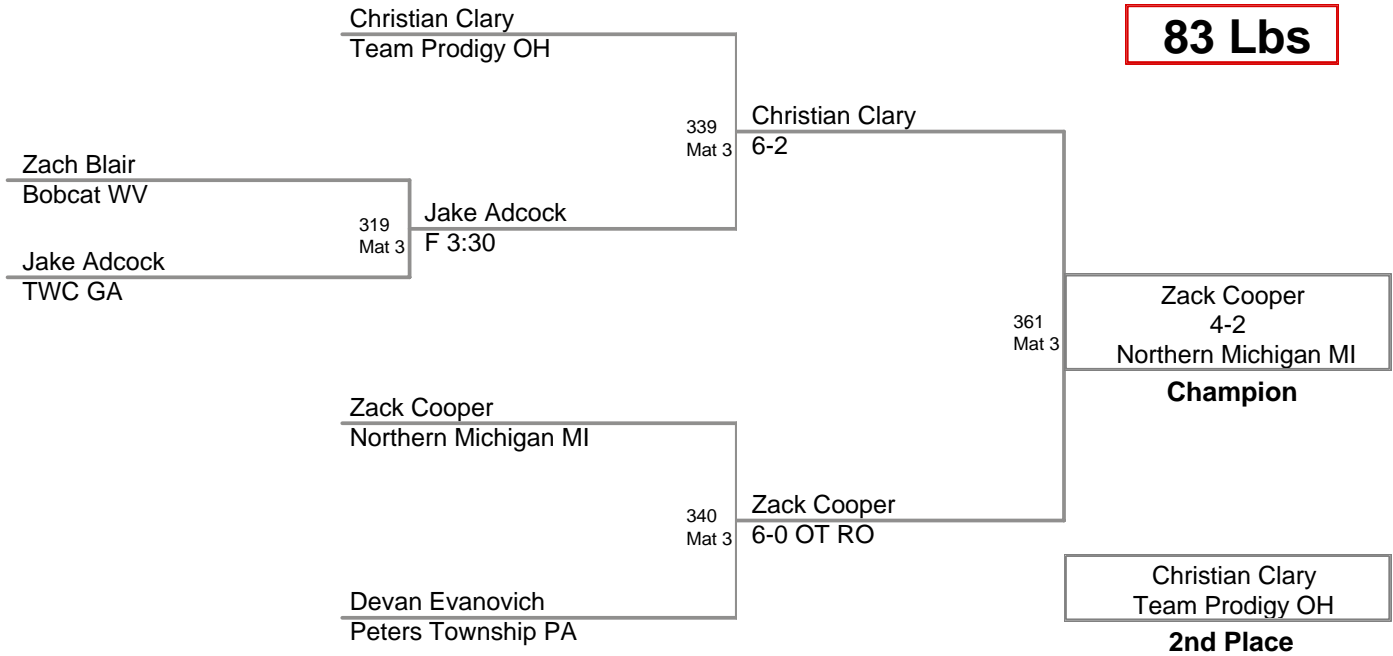 Christian Clary
Team Prodigy OH
83 Lbs
339
Mat 3
Christian Clary
6-2
Zach Blair
Bobcat WV
319
Mat 3
Jake Adcock
F 3:30
Jake Adcock
TWC GA
361
Mat 3
Zack Cooper
4-2
Northern Michigan MI
Champion
Zack Cooper
Northern Michigan MI
340
Mat 3
Zack Cooper
6-0 OT RO
Devan Evanovich
Peters Township PA
Christian Clary
Team Prodigy OH
2nd Place